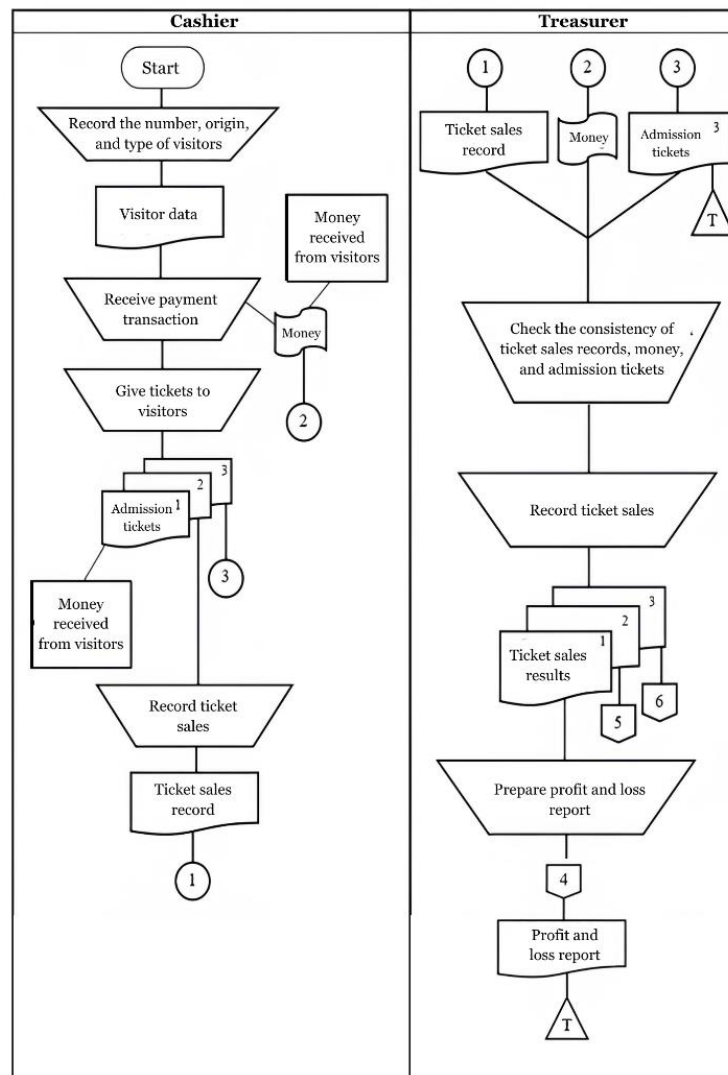 Cashier
Start
Record the number, origin,
and type of visitors
Visitor data
Money
received
from visitors
Receive payment
transaction
Money
Give tickets to
visitors
2
3
2
Admission 1
tickets
3
Money
received
from visitors
Record ticket
sales
Ticket sales
record
1
Treasurer
1
2
3
Ticket sales
record
Money
Admission 3
tickets
T
Check the consistency of
ticket sales records, money,
and admission tickets
Record ticket sales
3
2
1
Ticket sales
results
5
6
Prepare profit and loss
report
4
Profit and
loss report
T